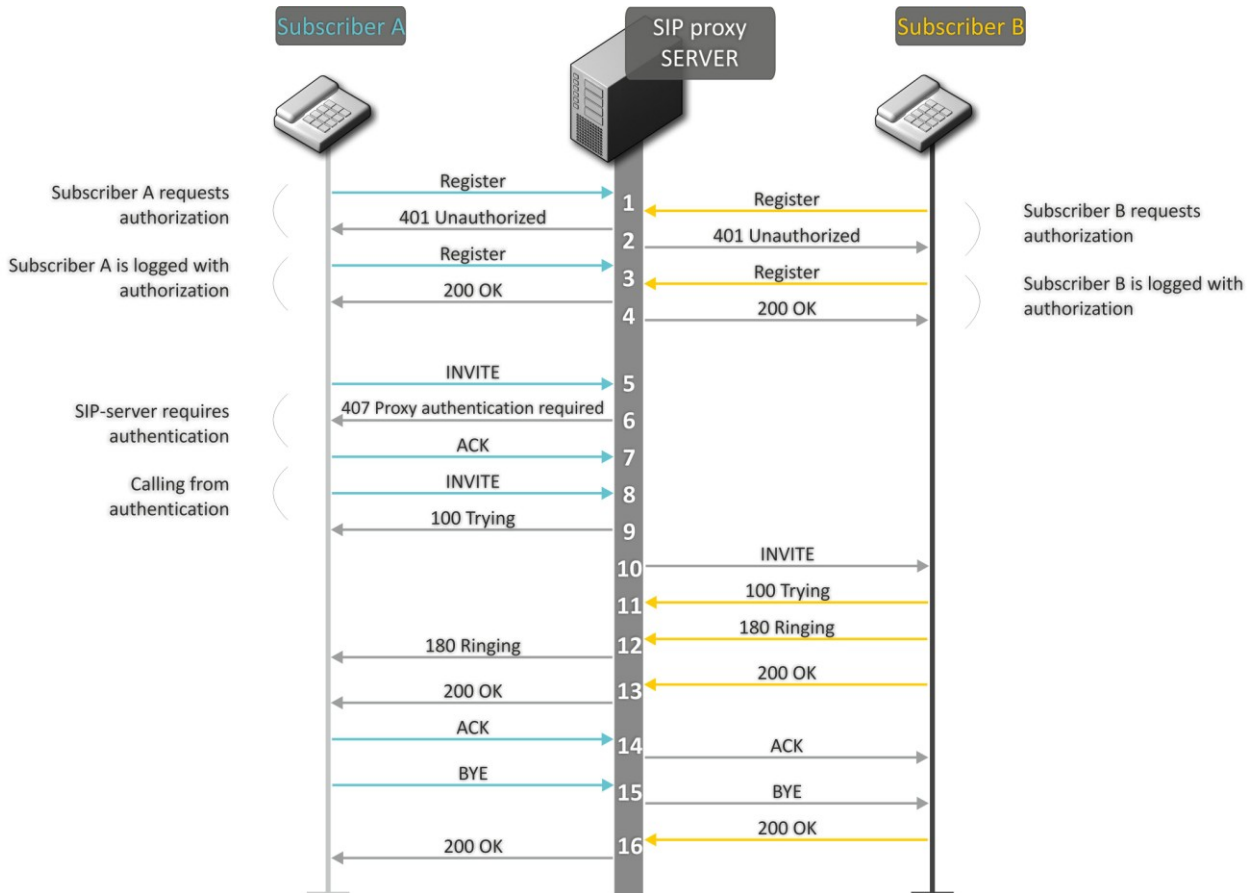 Subscriber A
SIP proxy
SERVER
Subscriber B
Subscriber A requests
authorization
Register
1
Register
Subscriber B requests
authorization
401 Unauthorized
2
401 Unauthorized
Subscriber A is logged with
authorization
Register
3
Register
Subscriber B is logged with
authorization
200 OK
4
200 OK
INVITE
5
SIP-server requires
authentication
407 Proxy authentication required
6
ACK
7
Calling from
authentication
INVITE
8
100 Trying
9
INVITE
10
100 Trying
11
180 Ringing
12
180 Ringing
200 OK
13
200 OK
ACK
14
ACK
BYE
15
BYE
200 OK
16
200 OK